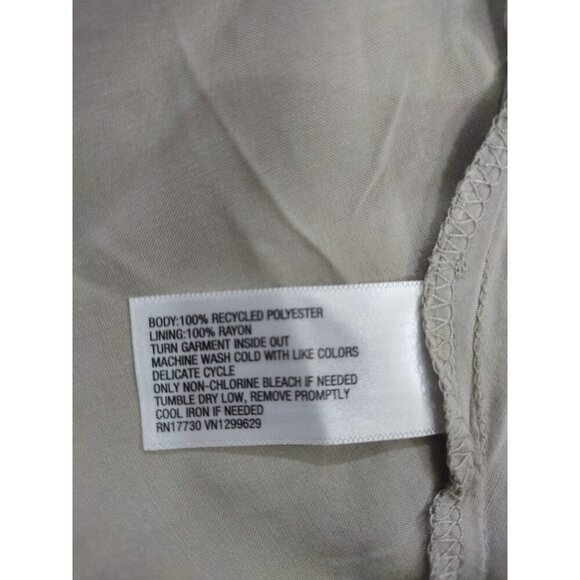 BODY:100% RECYCLED POLYESTER
LINING:100% RAYON
TURN GARMENT INSIDE OUT
MACHINE WASH COLD WITH LIKE COLORS
DELICATE CYCLE
ONLY NON-CHLORINE BLEACH IF NEEDED
TUMBLE DRY LOW, REMOVE PROMPTLY
COOL IRON IF NEEDED
RN17730 VN1299629